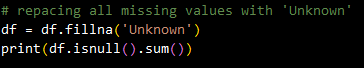 # repacing all missing values with 'Unknown'
df = df.fillna('Unknown')
print(df.isnull().sum())